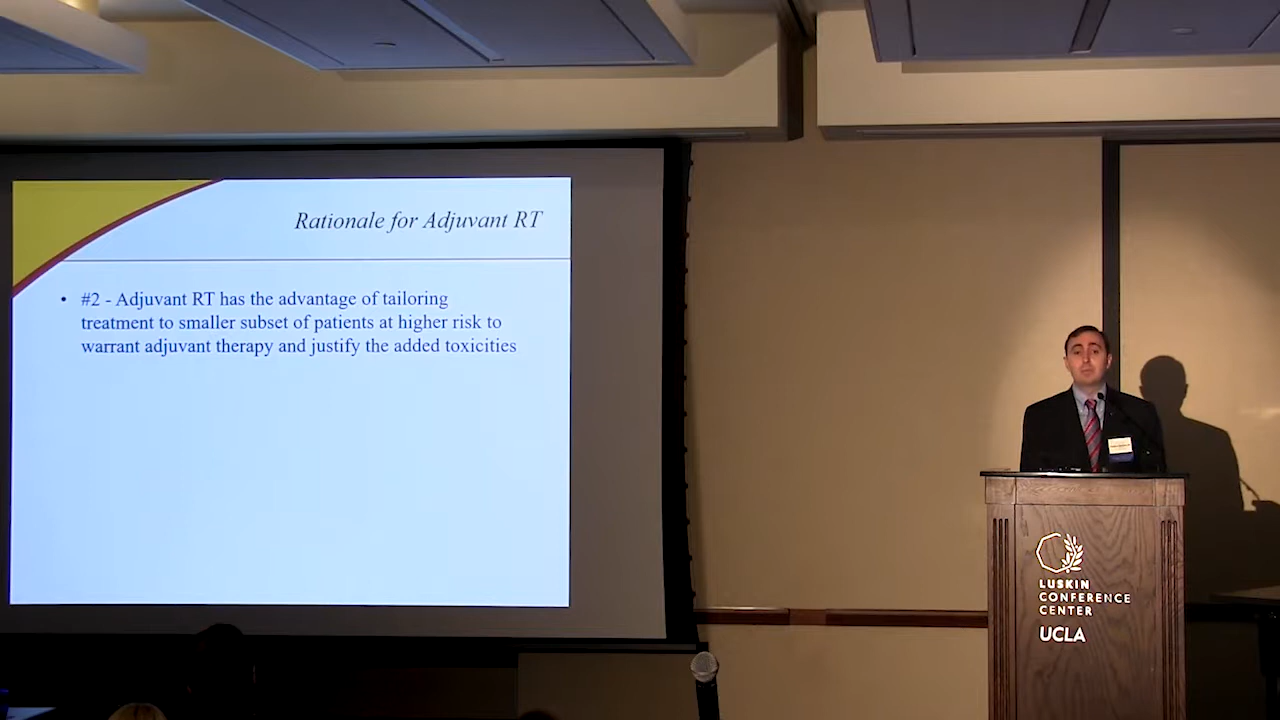 Rationale for Adjuvant RT
• #2 - Adjuvant RT has the advantage of tailoring
treatment to smaller subset of patients at higher risk to
warrant adjuvant therapy and justify the added toxicities
LUSKIN
CONFERENCE
CENTER
UCLA